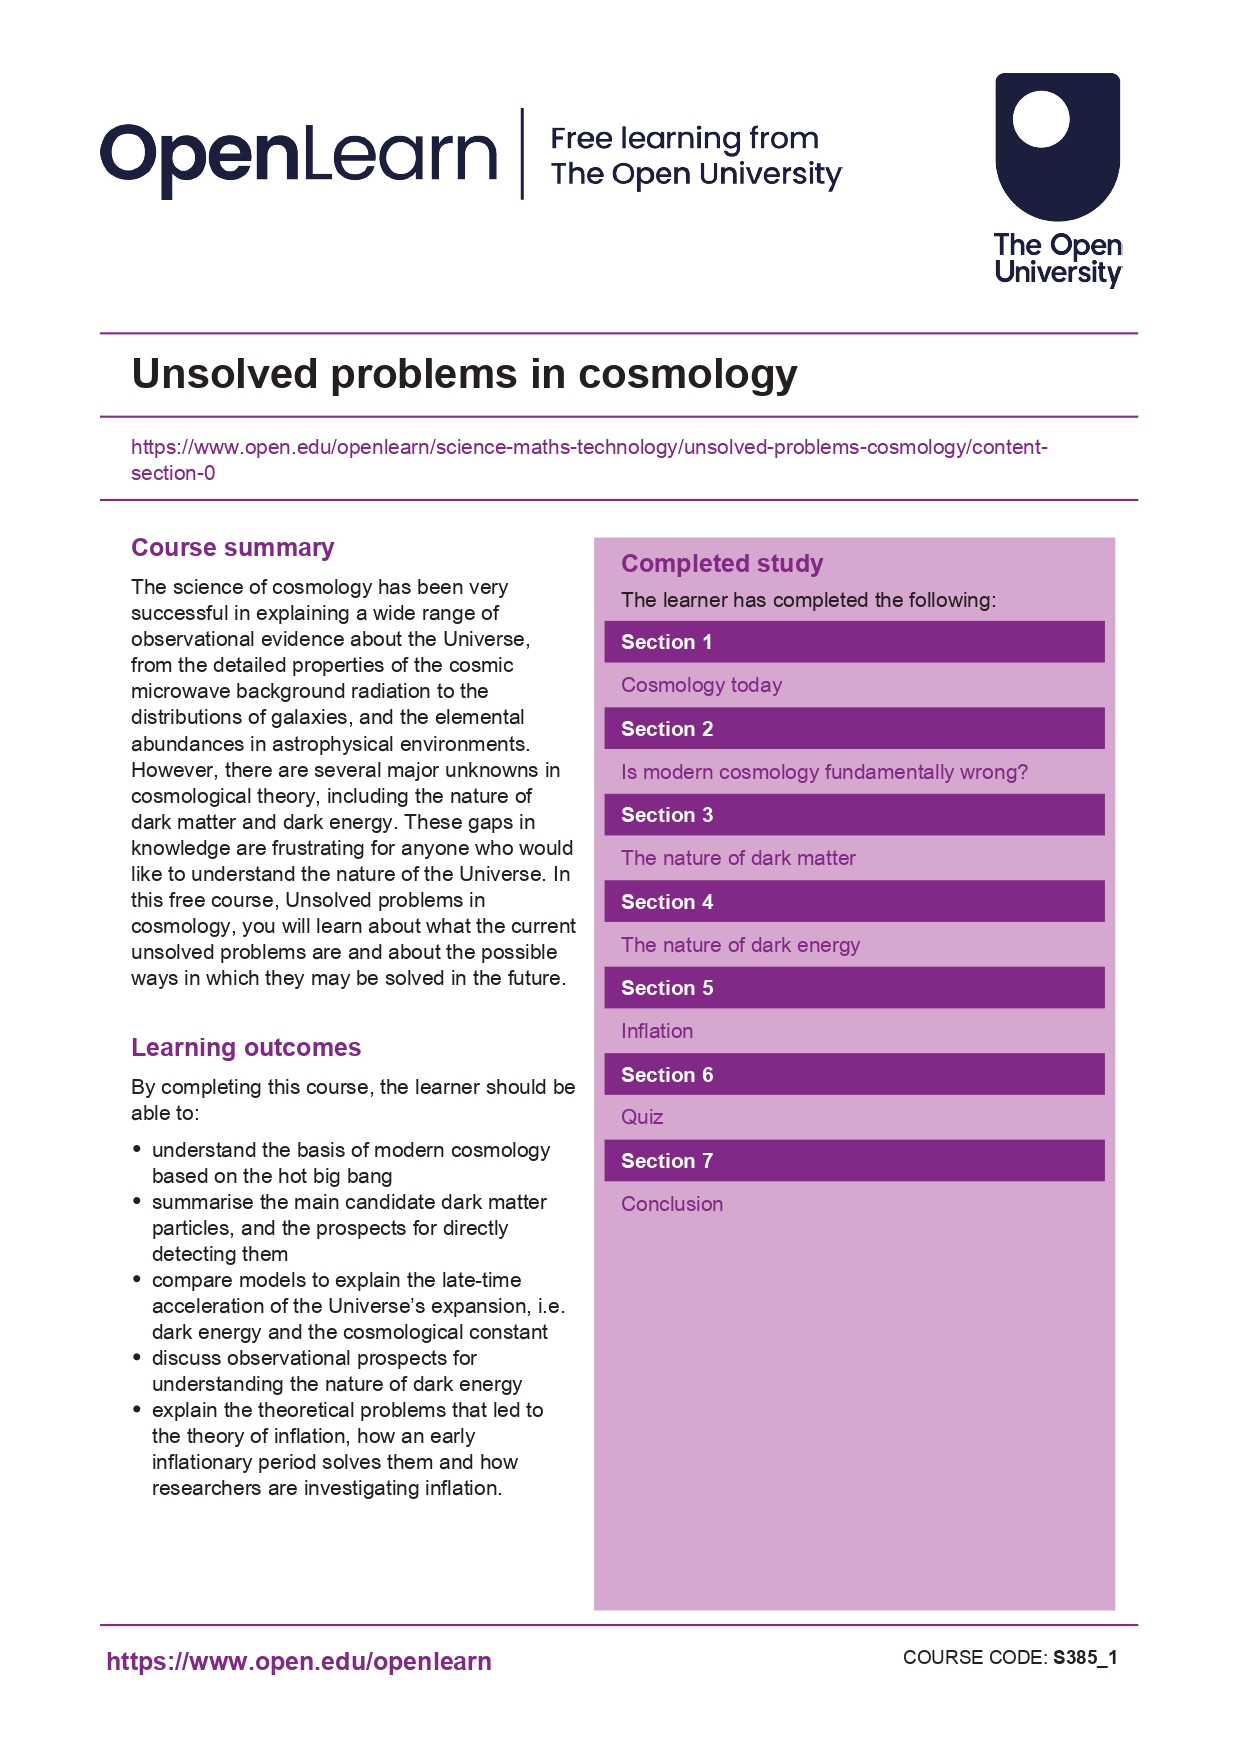 OpenLearn
Free learning from
The Open University
The Open
University
Unsolved problems in cosmology
https://www.open.edu/openlearn/science-maths-technology/unsolved-problems-cosmology/content-
section-0
Course summary
The science of cosmology has been very
successful in explaining a wide range of
observational evidence about the Universe,
from the detailed properties of the cosmic
microwave background radiation to the
distributions of galaxies, and the elemental
abundances in astrophysical environments.
However, there are several major unknowns in
cosmological theory, including the nature of
dark matter and dark energy. These gaps in
knowledge are frustrating for anyone who would
like to understand the nature of the Universe. In
this free course, Unsolved problems in
cosmology, you will learn about what the current
unsolved problems are and about the possible
ways in which they may be solved in the future.
Learning outcomes
By completing this course, the learner should be
able to:
• understand the basis of modern cosmology
based on the hot big bang
• summarise the main candidate dark matter
particles, and the prospects for directly
detecting them
• compare models to explain the late-time
acceleration of the Universe’s expansion, i.e.
dark energy and the cosmological constant
• discuss observational prospects for
understanding the nature of dark energy
• explain the theoretical problems that led to
the theory of inflation, how an early
inflationary period solves them and how
researchers are investigating inflation.
Completed study
The learner has completed the following:
Section 1
Cosmology today
Section 2
Is modern cosmology fundamentally wrong?
Section 3
The nature of dark matter
Section 4
The nature of dark energy
Section 5
Inflation
Section 6
Quiz
Section 7
Conclusion
https://www.open.edu/openlearn
COURSE CODE: S385_1